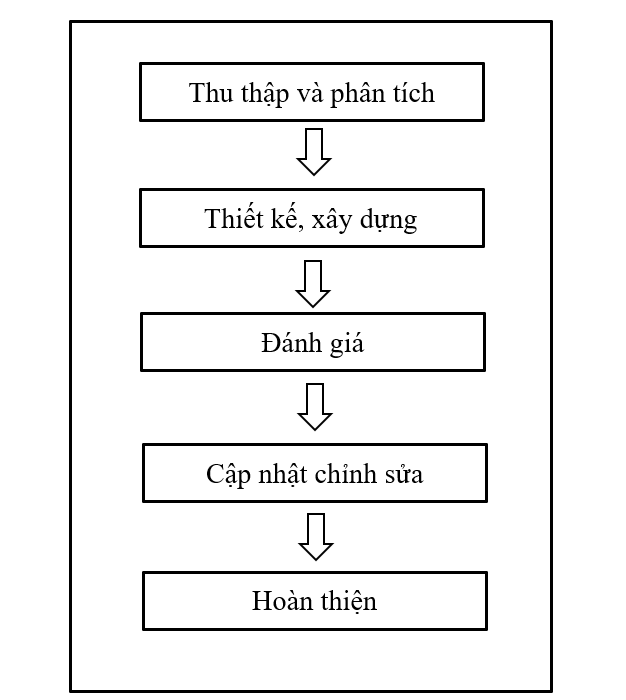 Thu thập và phân tích
Thiết kế, xây dựng
Đánh giá
Cập nhật chỉnh sửa
Hoàn thiện